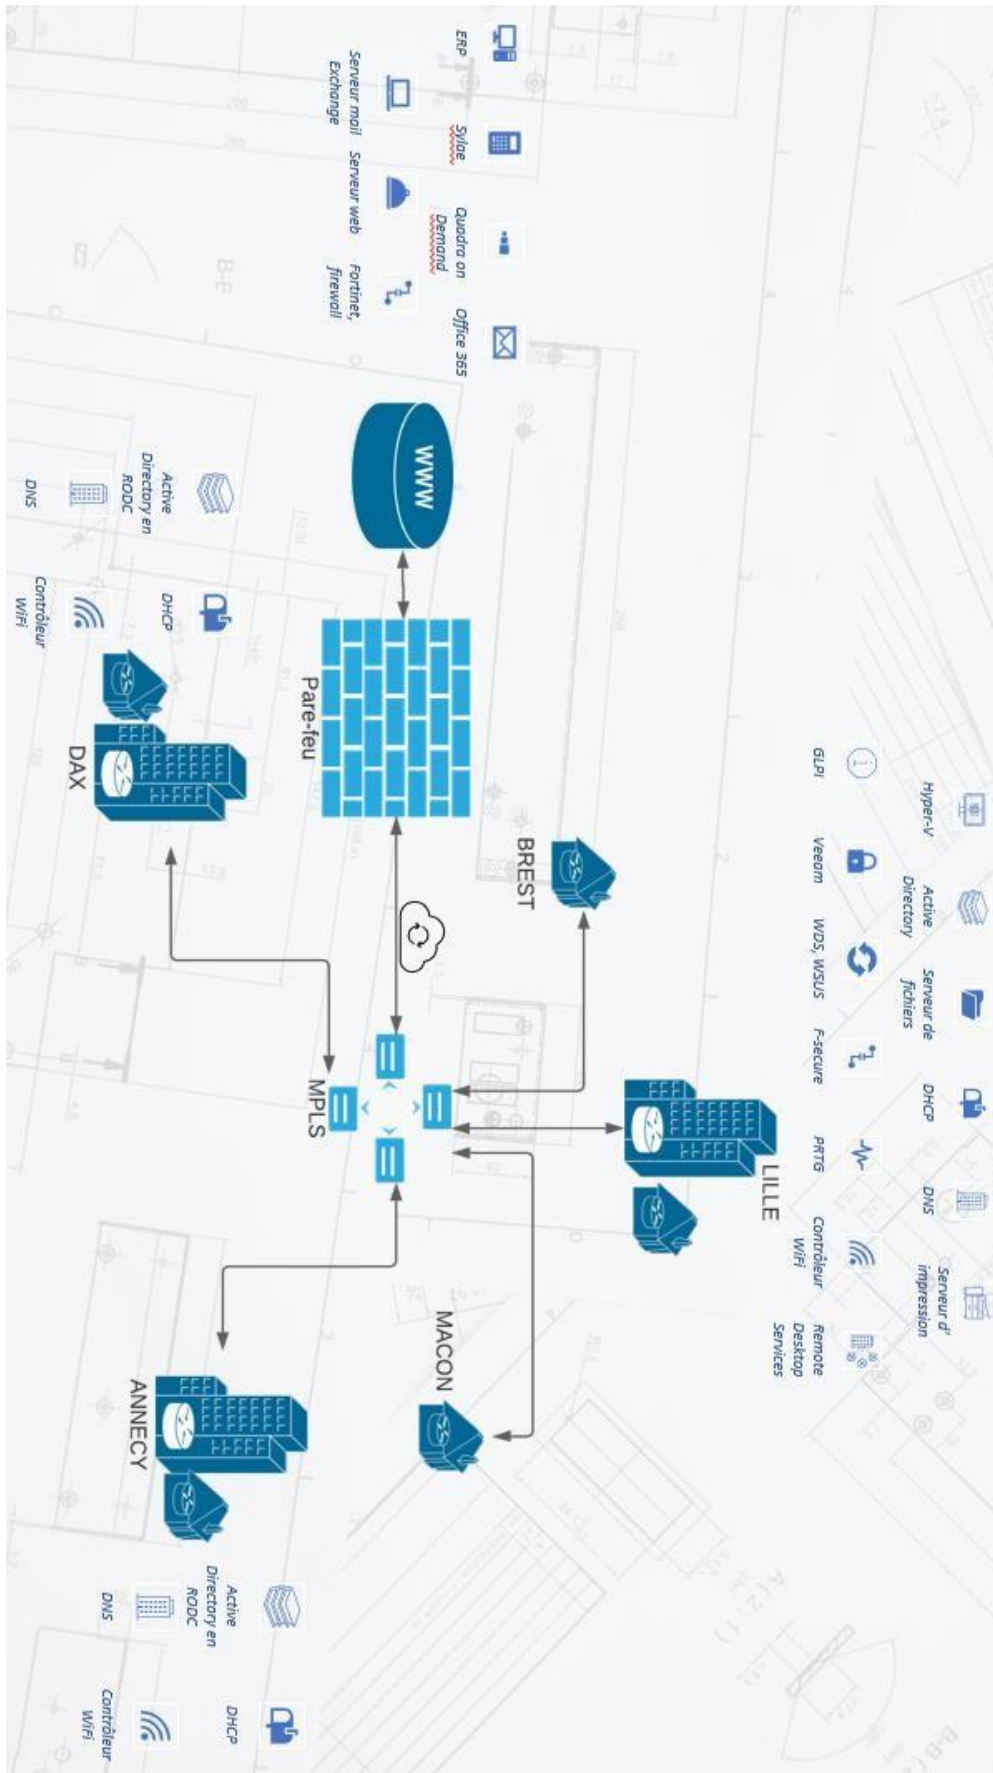 ERP
Sylae
Quadra on
Demand
Office 365
Serveur mail
Exchange
Serveur web
Fortinet,
firewall
WWW
Pare-feu
Hyper-V
Active
Directory
Serveur de
fichiers
DHCP
DNS
Serveur d'
impression
GLPI
Veeam
WDS, WSUS
F-secure
PRTG
Contrôleur
WiFi
Remote
Desktop
Services
LILLE
BREST
MACON
MPLS
Active
Directory en
RODC
DHCP
DNS
Contrôleur
WiFi
DAX
ANNECY
Active
Directory en
RODC
DHCP
DNS
Contrôleur
WiFi
B-B
A (2:1)
B-B (